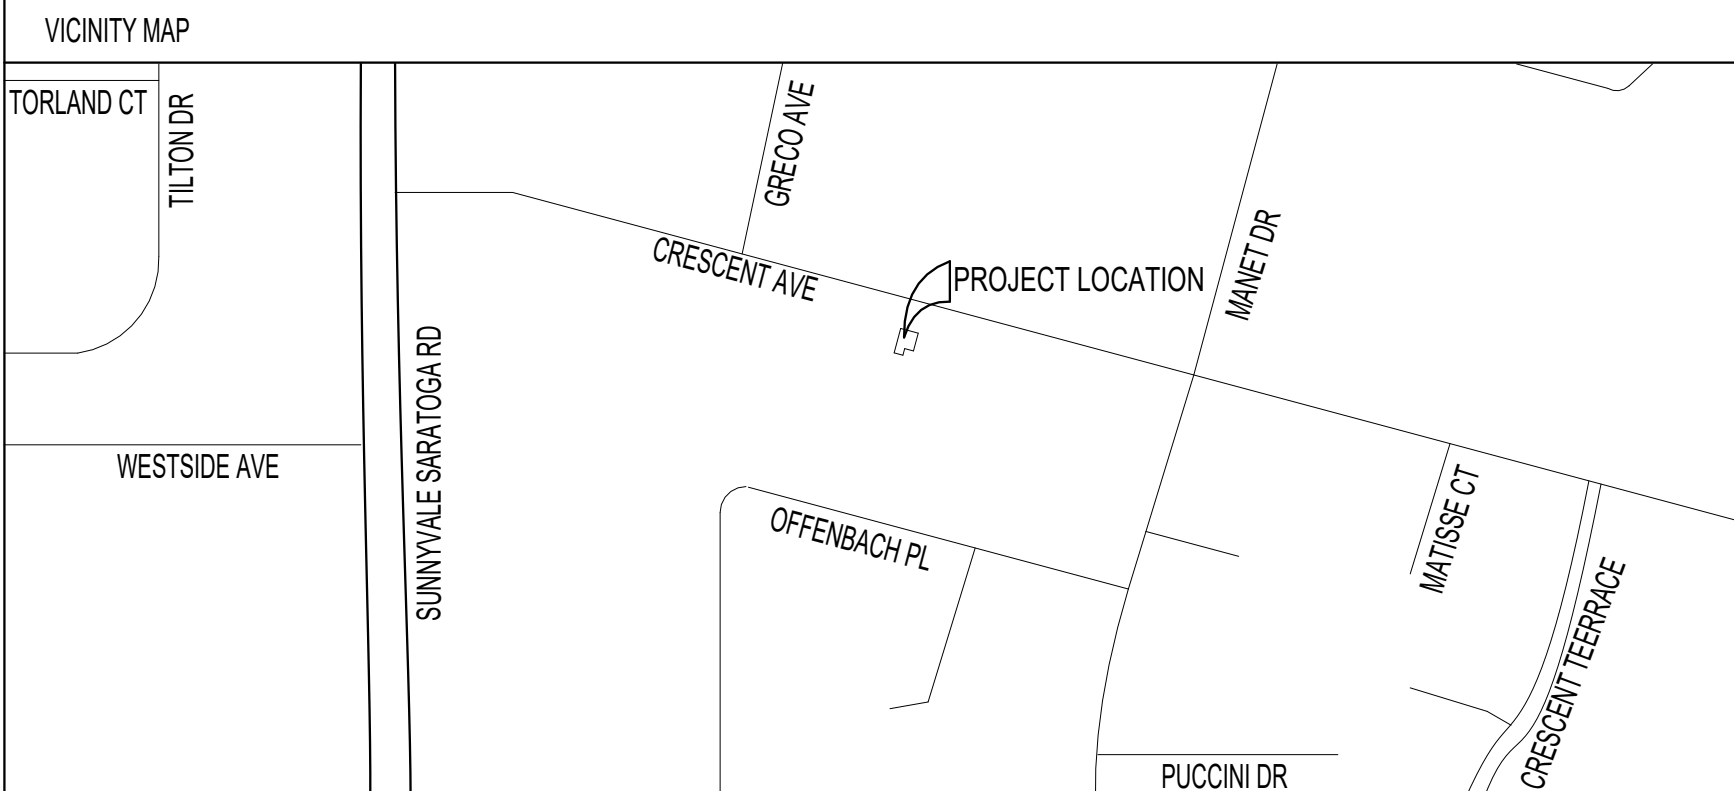 VICINITY MAP
TORLAND CT
TILTON DR
GRECO AVE
CRESCENT AVE
PROJECT LOCATION
MANET DR
SUNNYVALE SARATOGA RD
WESTSIDE AVE
OFFENBACH PL
MATISSE CT
CRESCENT TEERRACE
PUCCINI DR